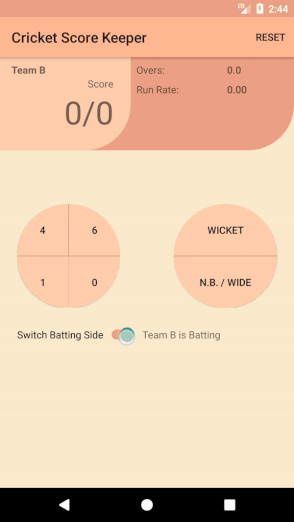 2:44
Cricket Score Keeper RESET
Team B
Score
0/0
Overs: 0.0
Run Rate: 0.00
4 6
1 0
WICKET
N.B. / WIDE
Switch Batting Side Team B is Batting